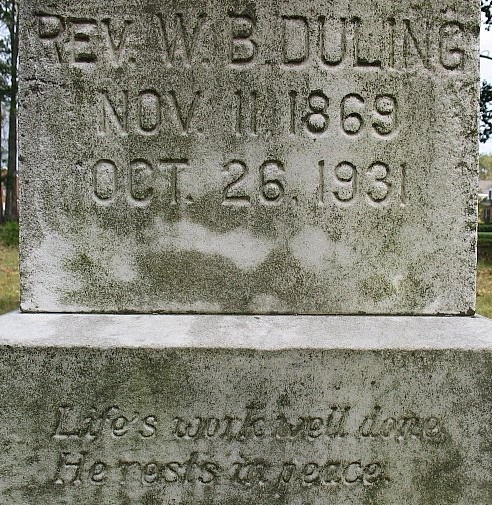 REV. W. B. DULING
NOV. 11, 1869
OCT. 26, 1931
Life's work well done,
He rests in peace.